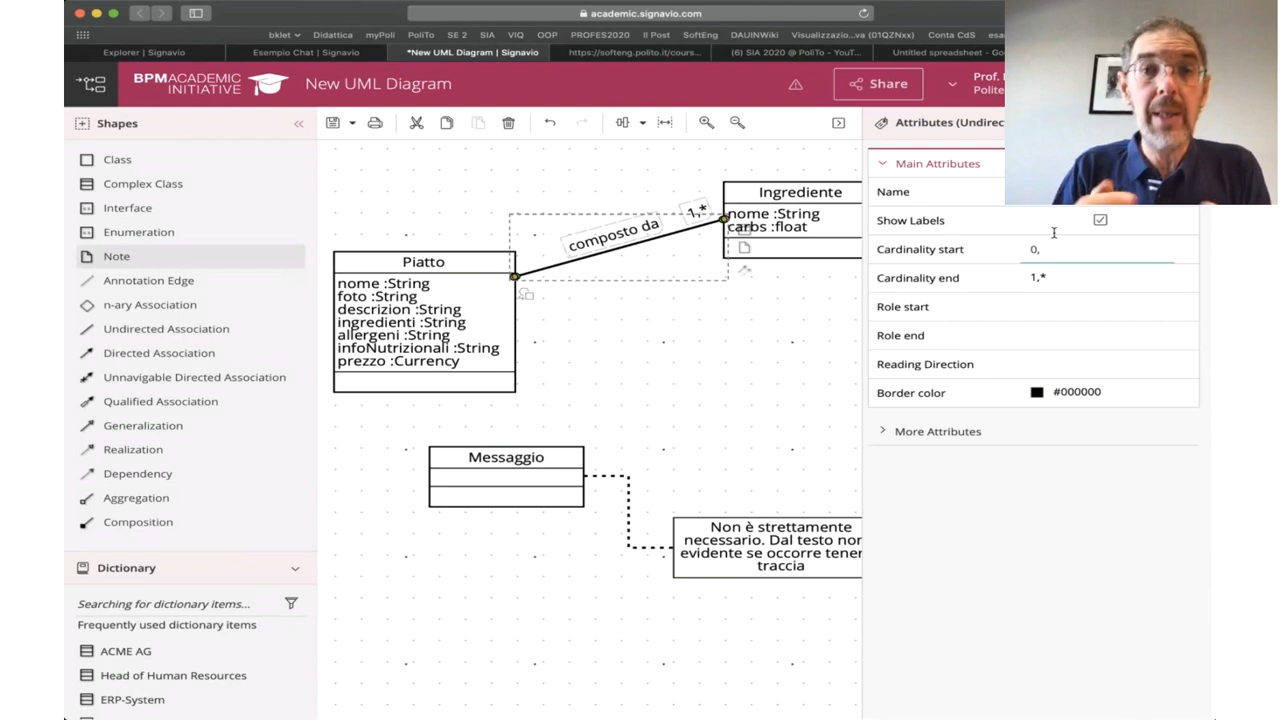 academic.signavio.com
bklet Didattica myPoli PoliTo SE 2 SIA VIQ OOP PROFES2020 Il Post SoftEng DAUINWiki Visualizzazio...va (01QZNxx) Conta CdS
Explorer | Signavio Esempio Chat | Signavio *New UML Diagram | Signavio https://softeng.polito.it/cours... (6) SIA 2020 @ PoliTo - YouT... Untitled spreadsheet - Go
BPMACADEMIC
INITIATIVE
New UML Diagram
Share
Prof.
Polite
Shapes
Class
Complex Class
Interface
Enumeration
Note
Annotation Edge
n-ary Association
Undirected Association
Directed Association
Unnavigable Directed Association
Qualified Association
Generalization
Realization
Dependency
Aggregation
Composition
Dictionary
Searching for dictionary items...
Frequently used dictionary items
ACME AG
Head of Human Resources
ERP-System
Piatto
nome :String
foto :String
descrizion :String
ingredienti :String
allergeni :String
infoNutrizionali :String
prezzo :Currency
composto da
1,*
Ingrediente
nome :String
carbs :float
Messaggio
Non è strettamente
necessario. Dal testo non
evidente se occorre tener
traccia
Attributes (Undirec
Main Attributes
Name
Show Labels
Cardinality start 0,
Cardinality end 1,*
Role start
Role end
Reading Direction
Border color #000000
More Attributes